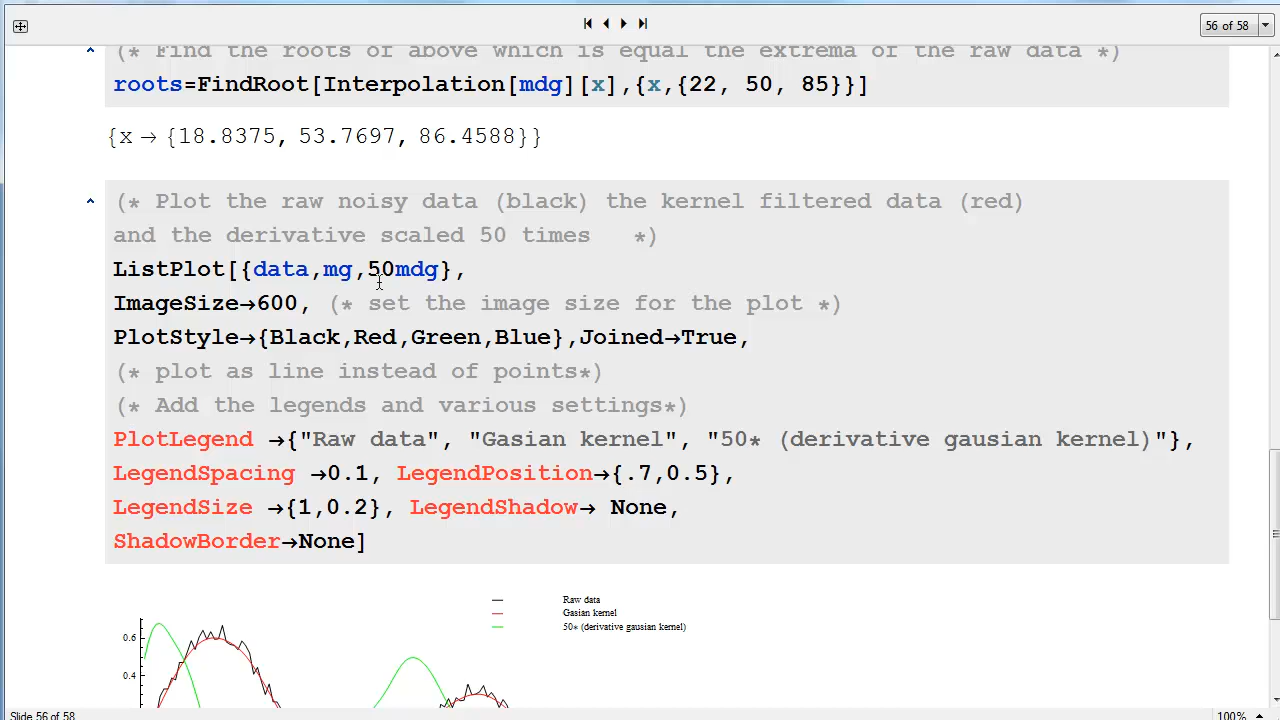 56 of 58
(* Find the roots of above which is equal the extrema of the raw data *)
roots=FindRoot[Interpolation[mdg][x],{x,{22, 50, 85}}]
{x→{18.8375, 53.7697, 86.4588}}
(* Plot the raw noisy data (black) the kernel filtered data (red)
and the derivative scaled 50 times *)
ListPlot[{data,mg,50mdg},
ImageSize→600, (* set the image size for the plot *)
PlotStyle→{Black,Red,Green,Blue},Joined→True,
(* plot as line instead of points*)
(* Add the legends and various settings*)
PlotLegend →{"Raw data", "Gasian kernel", "50* (derivative gausian kernel)"},
LegendSpacing →0.1, LegendPosition→{.7,0.5},
LegendSize →{1,0.2}, LegendShadow→ None,
ShadowBorder→None]
Raw data
Gasian kernel
50* (derivative gausian kernel)
0.6
0.4
Slide 56 of 58
100%